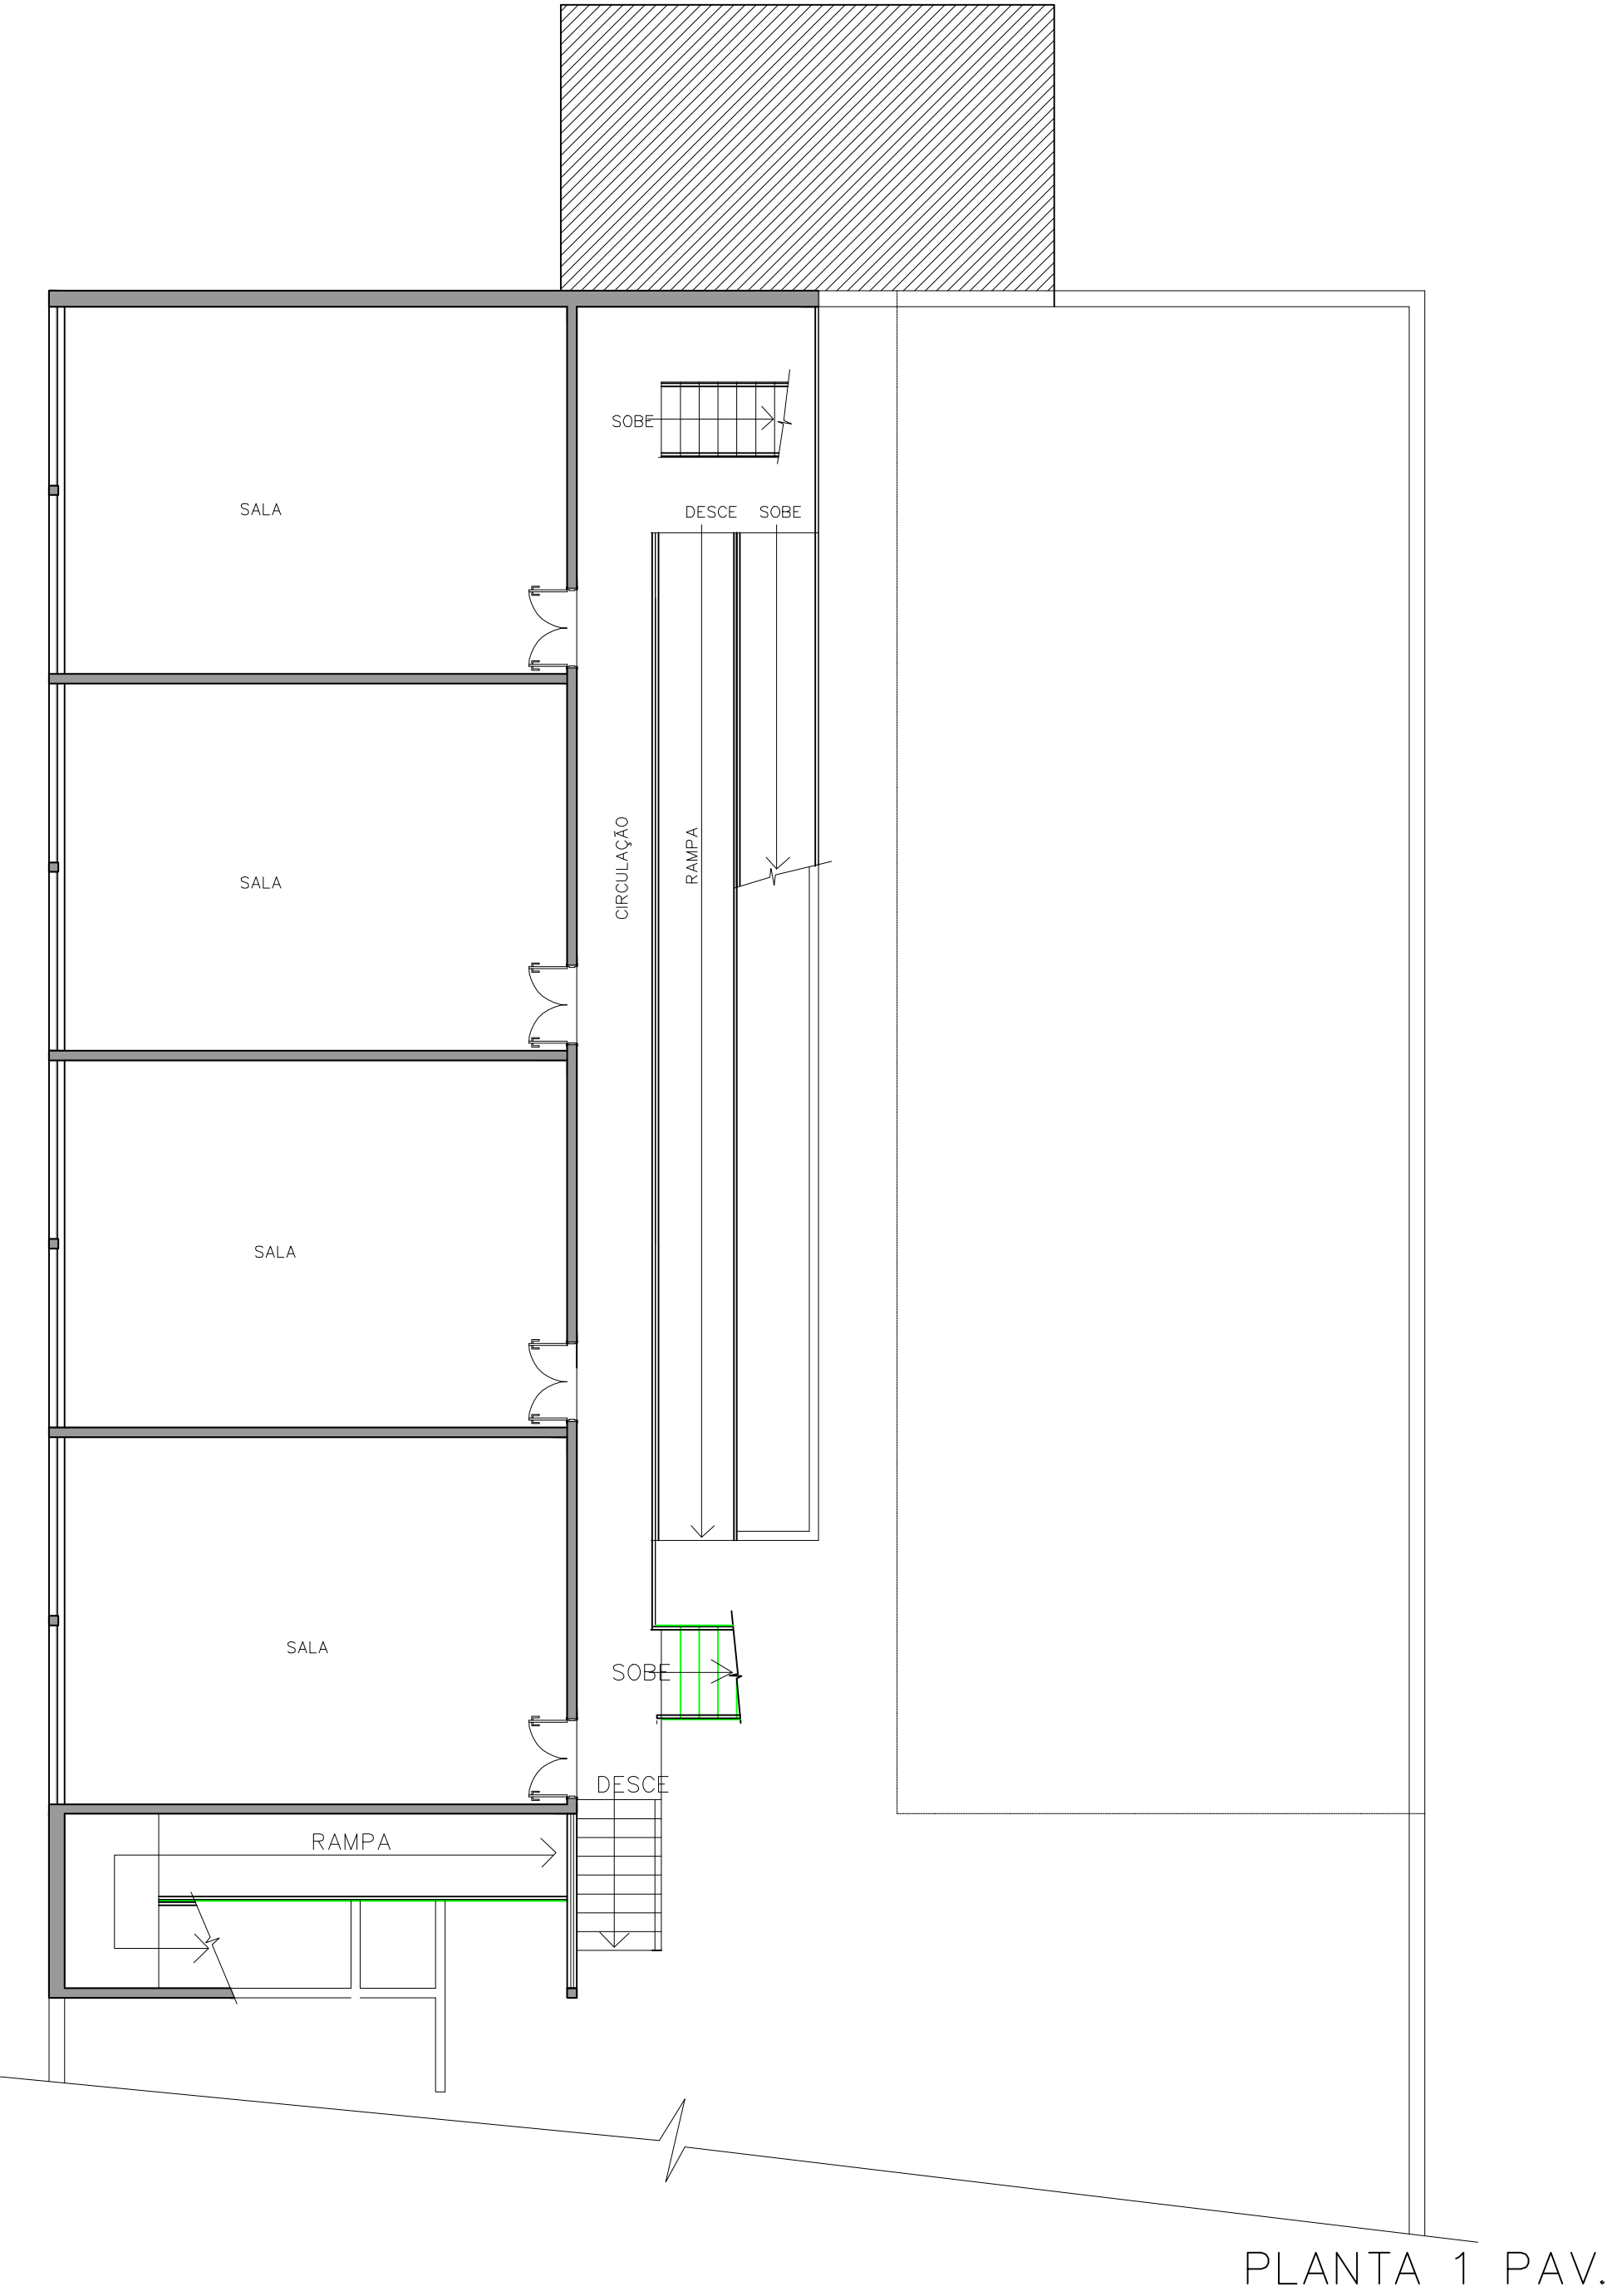 SOBE
DESCE SOBE
SALA
CIRCULAÇÃO
RAMPA
SALA
SALA
SALA
SOBE
DESCE
RAMPA
PLANTA 1 PAV.